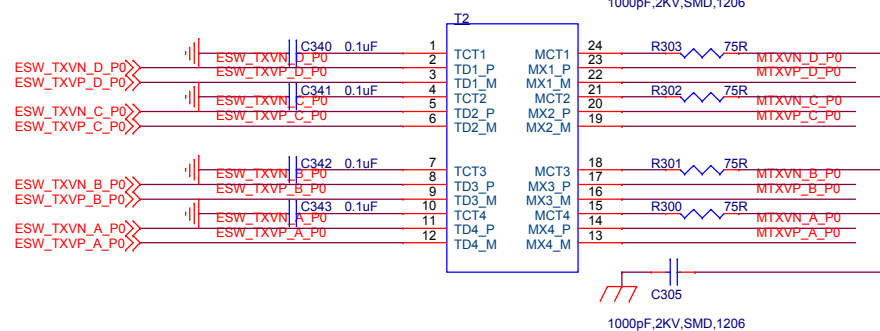 1000pF,2KV,SMD,1206
T2
C340 0.1uF 1 TCT1 MCT1 24 R303 75R
ESW_TXVN_D_P0 ESW_TXVN_D_P0 2 TD1_P MX1_P 23 MTXVN_D_P0
ESW_TXVP_D_P0 ESW_TXVP_D_P0 3 TD1_M MX1_M 22 MTXVP_D_P0
C341 0.1uF 4 TCT2 MCT2 21 R302 75R
ESW_TXVN_C_P0 ESW_TXVN_C_P0 5 TD2_P MX2_P 20 MTXVN_C_P0
ESW_TXVP_C_P0 ESW_TXVP_C_P0 6 TD2_M MX2_M 19 MTXVP_C_P0
C342 0.1uF 7 TCT3 MCT3 18 R301 75R
ESW_TXVN_B_P0 ESW_TXVN_B_P0 8 TD3_P MX3_P 17 MTXVN_B_P0
ESW_TXVP_B_P0 ESW_TXVP_B_P0 9 TD3_M MX3_M 16 MTXVP_B_P0
C343 0.1uF 10 TCT4 MCT4 15 R300 75R
ESW_TXVN_A_P0 ESW_TXVN_A_P0 11 TD4_P MX4_P 14 MTXVN_A_P0
ESW_TXVP_A_P0 ESW_TXVP_A_P0 12 TD4_M MX4_M 13 MTXVP_A_P0
C305
1000pF,2KV,SMD,1206